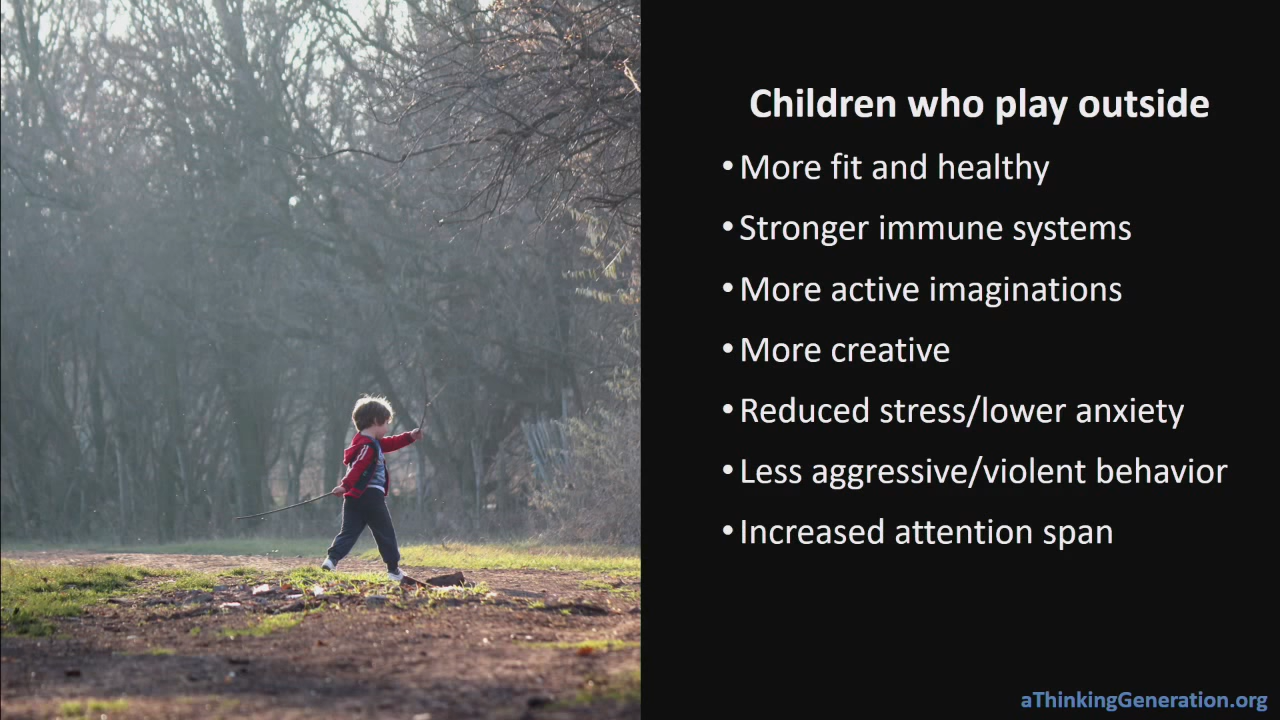 Children who play outside
•More fit and healthy
•Stronger immune systems
•More active imaginations
•More creative
•Reduced stress/lower anxiety
•Less aggressive/violent behavior
•Increased attention span
aThinkingGeneration.org